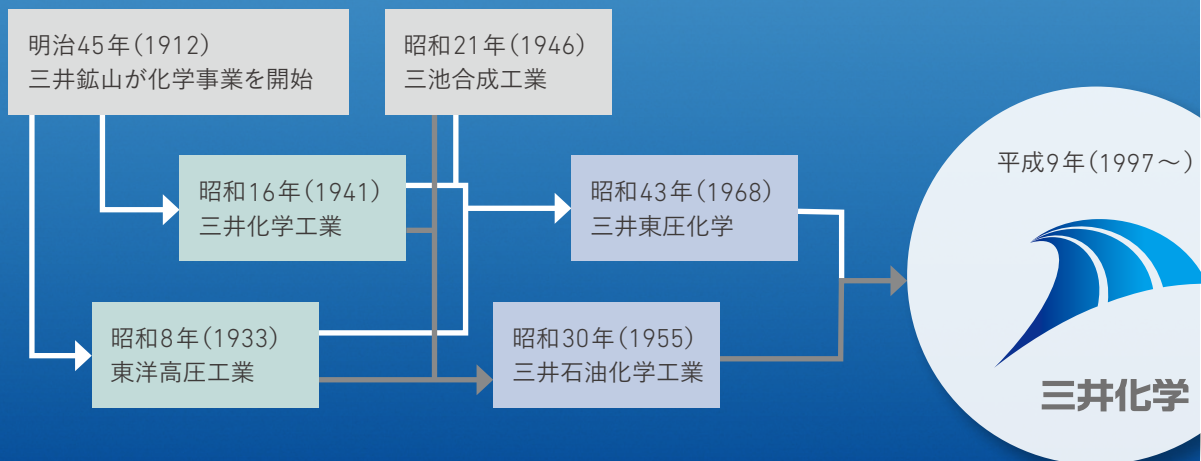 明治45年(1912)
三井鉱山が化学事業を開始
昭和21年(1946)
三池合成工業
昭和16年(1941)
三井化学工業
昭和43年(1968)
三井東圧化学
昭和8年(1933)
東洋高圧工業
昭和30年(1955)
三井石油化学工業
平成9年(1997〜)
三井化学